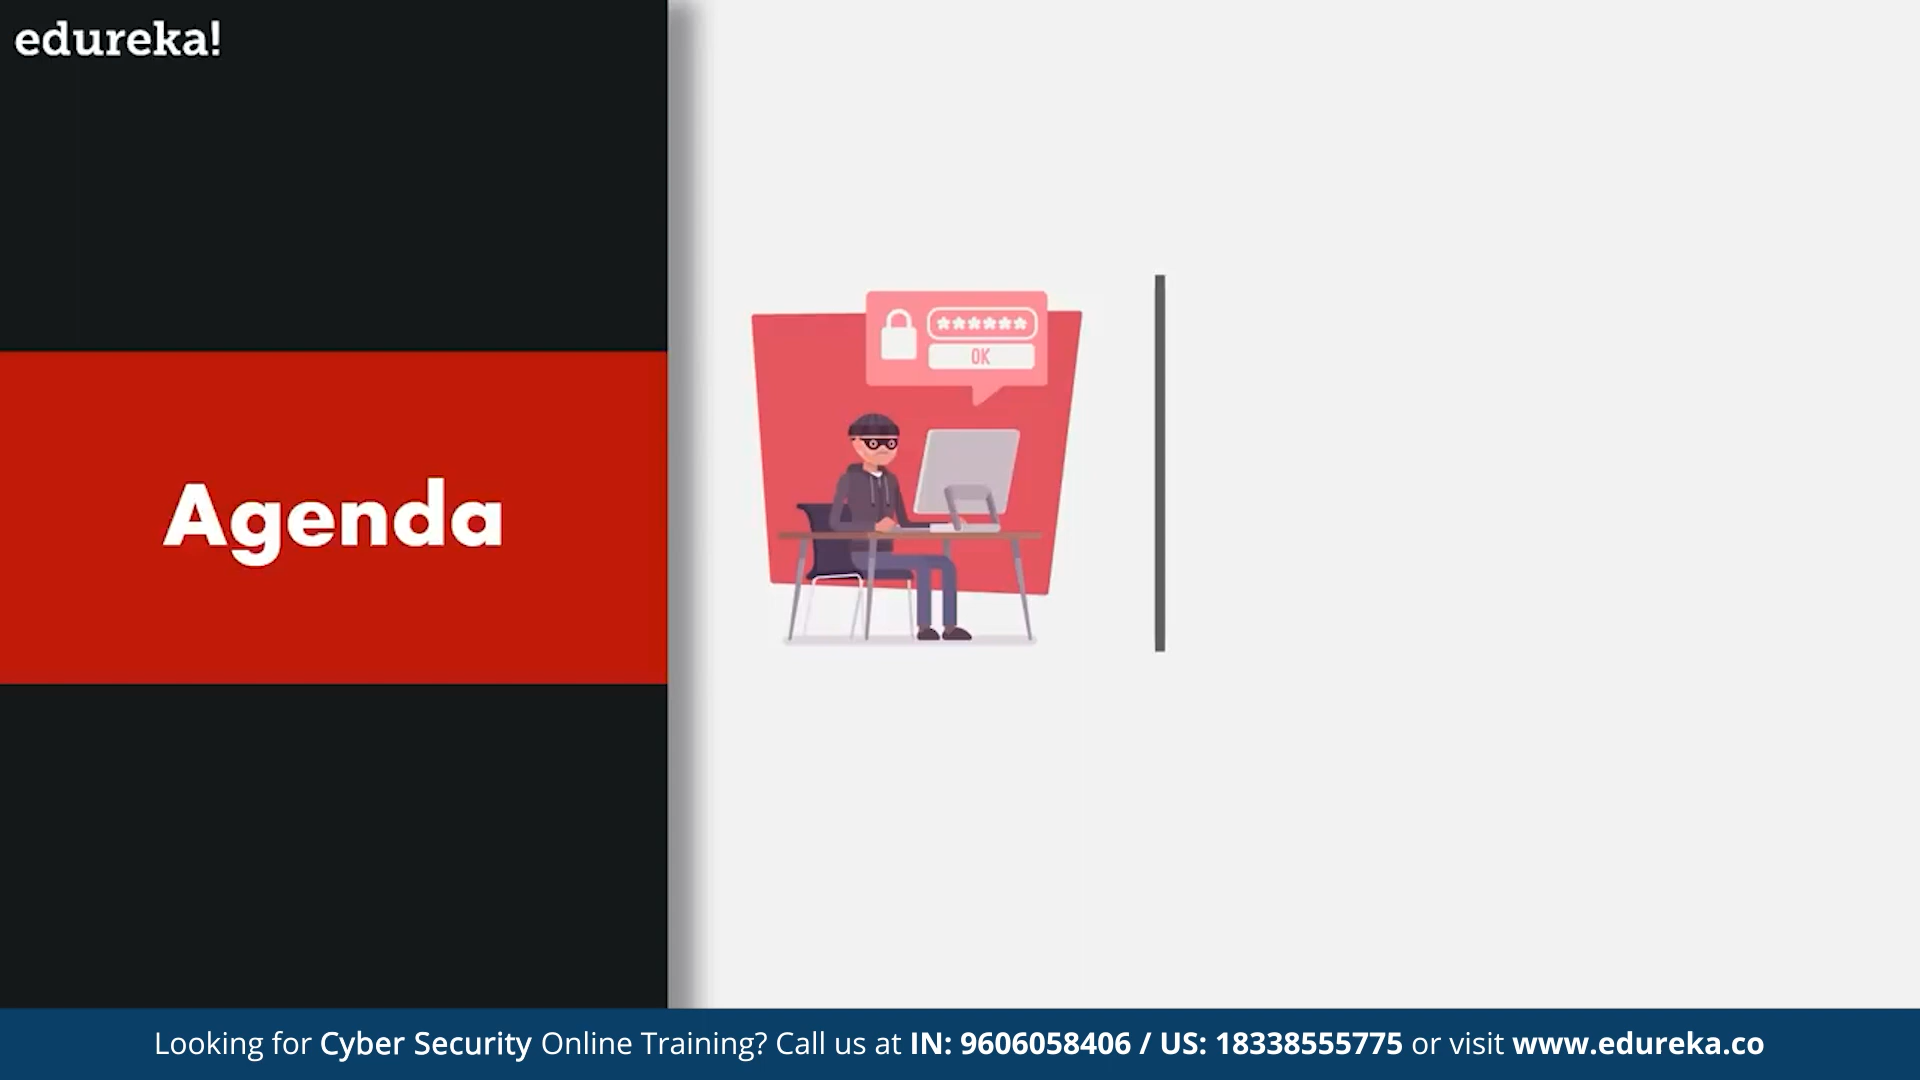 edureka!
******
OK
Agenda
Looking for Cyber Security Online Training? Call us at IN: 9606058406 / US: 18338555775 or visit www.edureka.co